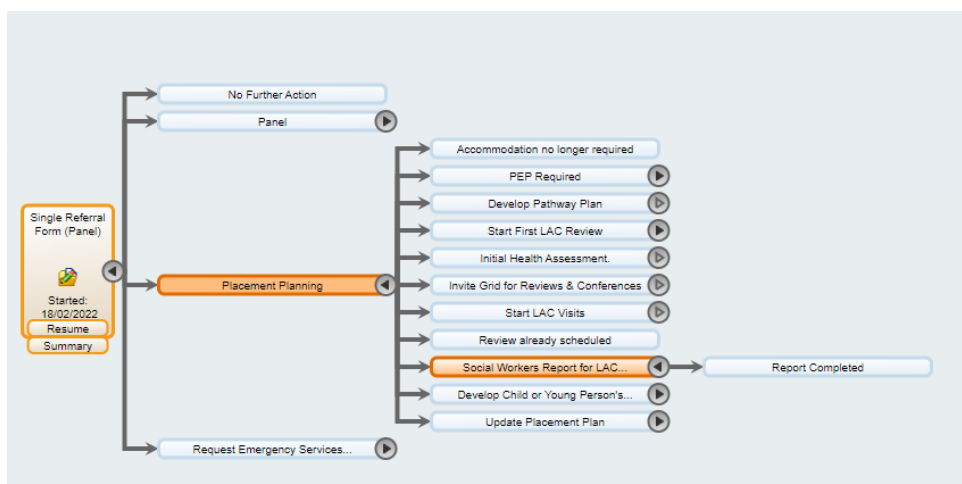 Single Referral
Form (Panel)
Started:
18/02/2022
Resume
Summary
No Further Action
Panel
Placement Planning
Request Emergency Services...
Accommodation no longer required
PEP Required
Develop Pathway Plan
Start First LAC Review
Initial Health Assessment.
Invite Grid for Reviews & Conferences
Start LAC Visits
Review already scheduled
Social Workers Report for LAC...
Develop Child or Young Person's...
Update Placement Plan
Report Completed